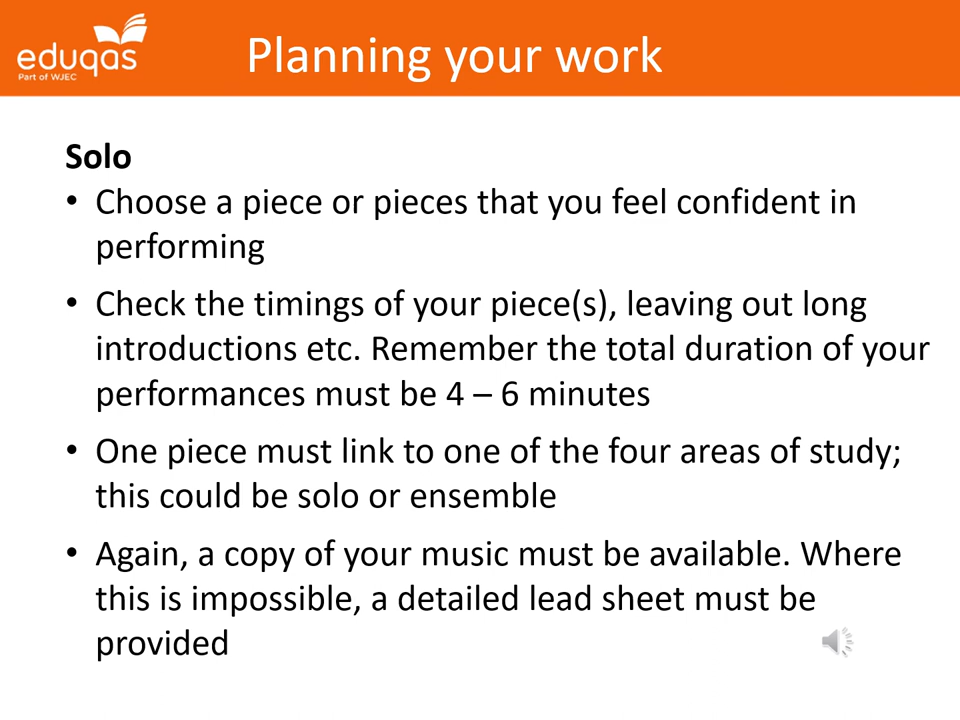 eduqas
Part of WJEC
Planning your work
Solo
• Choose a piece or pieces that you feel confident in
performing
• Check the timings of your piece(s), leaving out long
introductions etc. Remember the total duration of your
performances must be 4 – 6 minutes
• One piece must link to one of the four areas of study;
this could be solo or ensemble
• Again, a copy of your music must be available. Where
this is impossible, a detailed lead sheet must be
provided